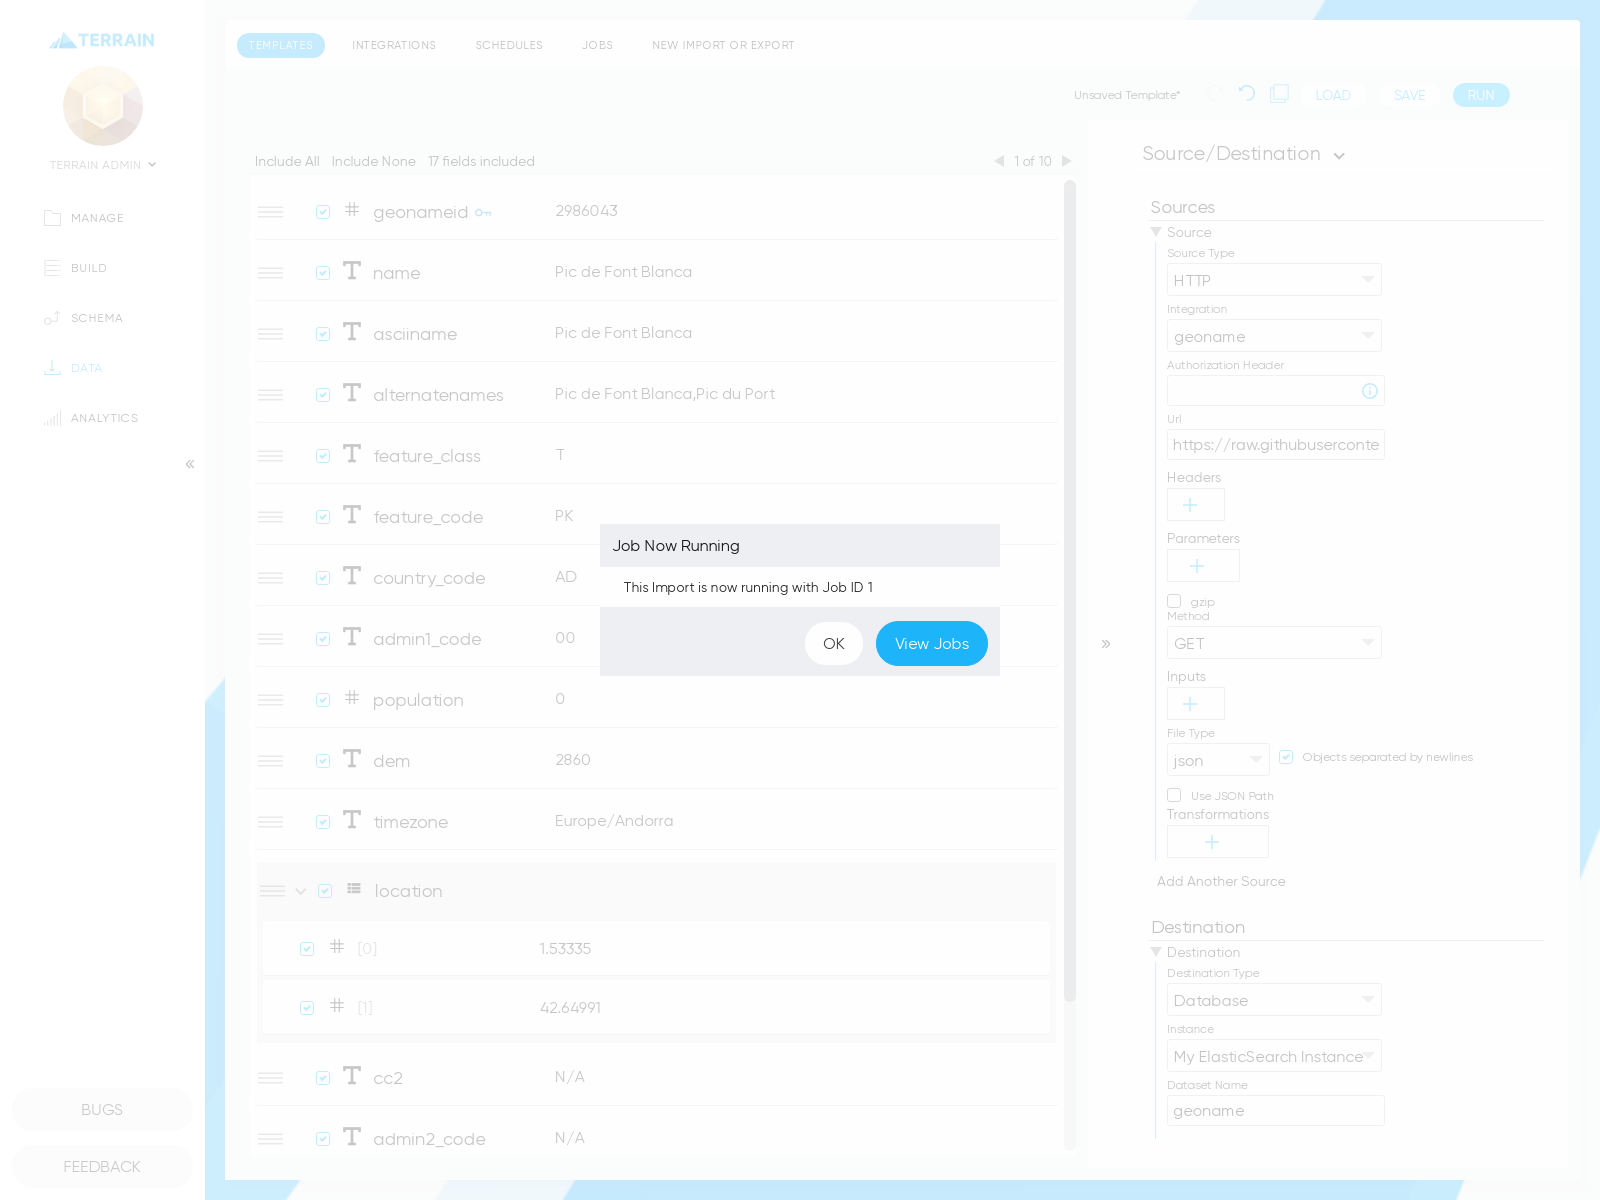 TERRAIN
TERRAIN ADMIN
MANAGE
BUILD
SCHEMA
DATA
ANALYTICS
«
BUGS
FEEDBACK
TEMPLATES
INTEGRATIONS
SCHEDULES
JOBS
NEW IMPORT OR EXPORT
Unsaved Template*
LOAD
SAVE
RUN
Include All
Include None
17 fields included
1 of 10
# geonameid 2986043
T name Pic de Font Blanca
T asciiname Pic de Font Blanca
T alternatenames Pic de Font Blanca,Pic du Port
T feature_class T
T feature_code PK
T country_code AD
T admin1_code 00
# population 0
T dem 2860
T timezone Europe/Andorra
location
# [0] 1.53335
# [1] 42.64991
T cc2 N/A
T admin2_code N/A
Job Now Running
This Import is now running with Job ID 1
OK
View Jobs
»
Source/Destination
Sources
Source
Source Type
HTTP
Integration
geoname
Authorization Header
Url
https://raw.githubuserconte
Headers
+
Parameters
+
gzip
Method
GET
Inputs
+
File Type
json
Objects separated by newlines
Use JSON Path
Transformations
+
Add Another Source
Destination
Destination
Destination Type
Database
Instance
My ElasticSearch Instance
Dataset Name
geoname